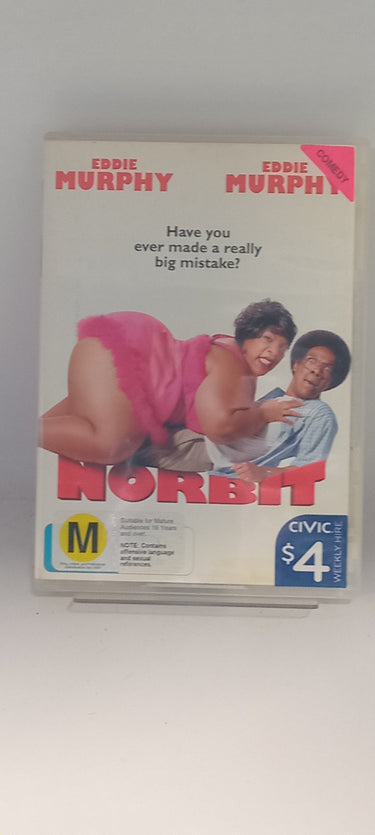 EDDIE
MURPHY
EDDIE
MURPHY
COMEDY
Have you
ever made a really
big mistake?
NORBIT
M
Suitable for Mature
Audiences 16 Years
and over.
NOTE: Contains
offensive language
and sexual
references.
CIVIC
$4
WEEKLY HIRE